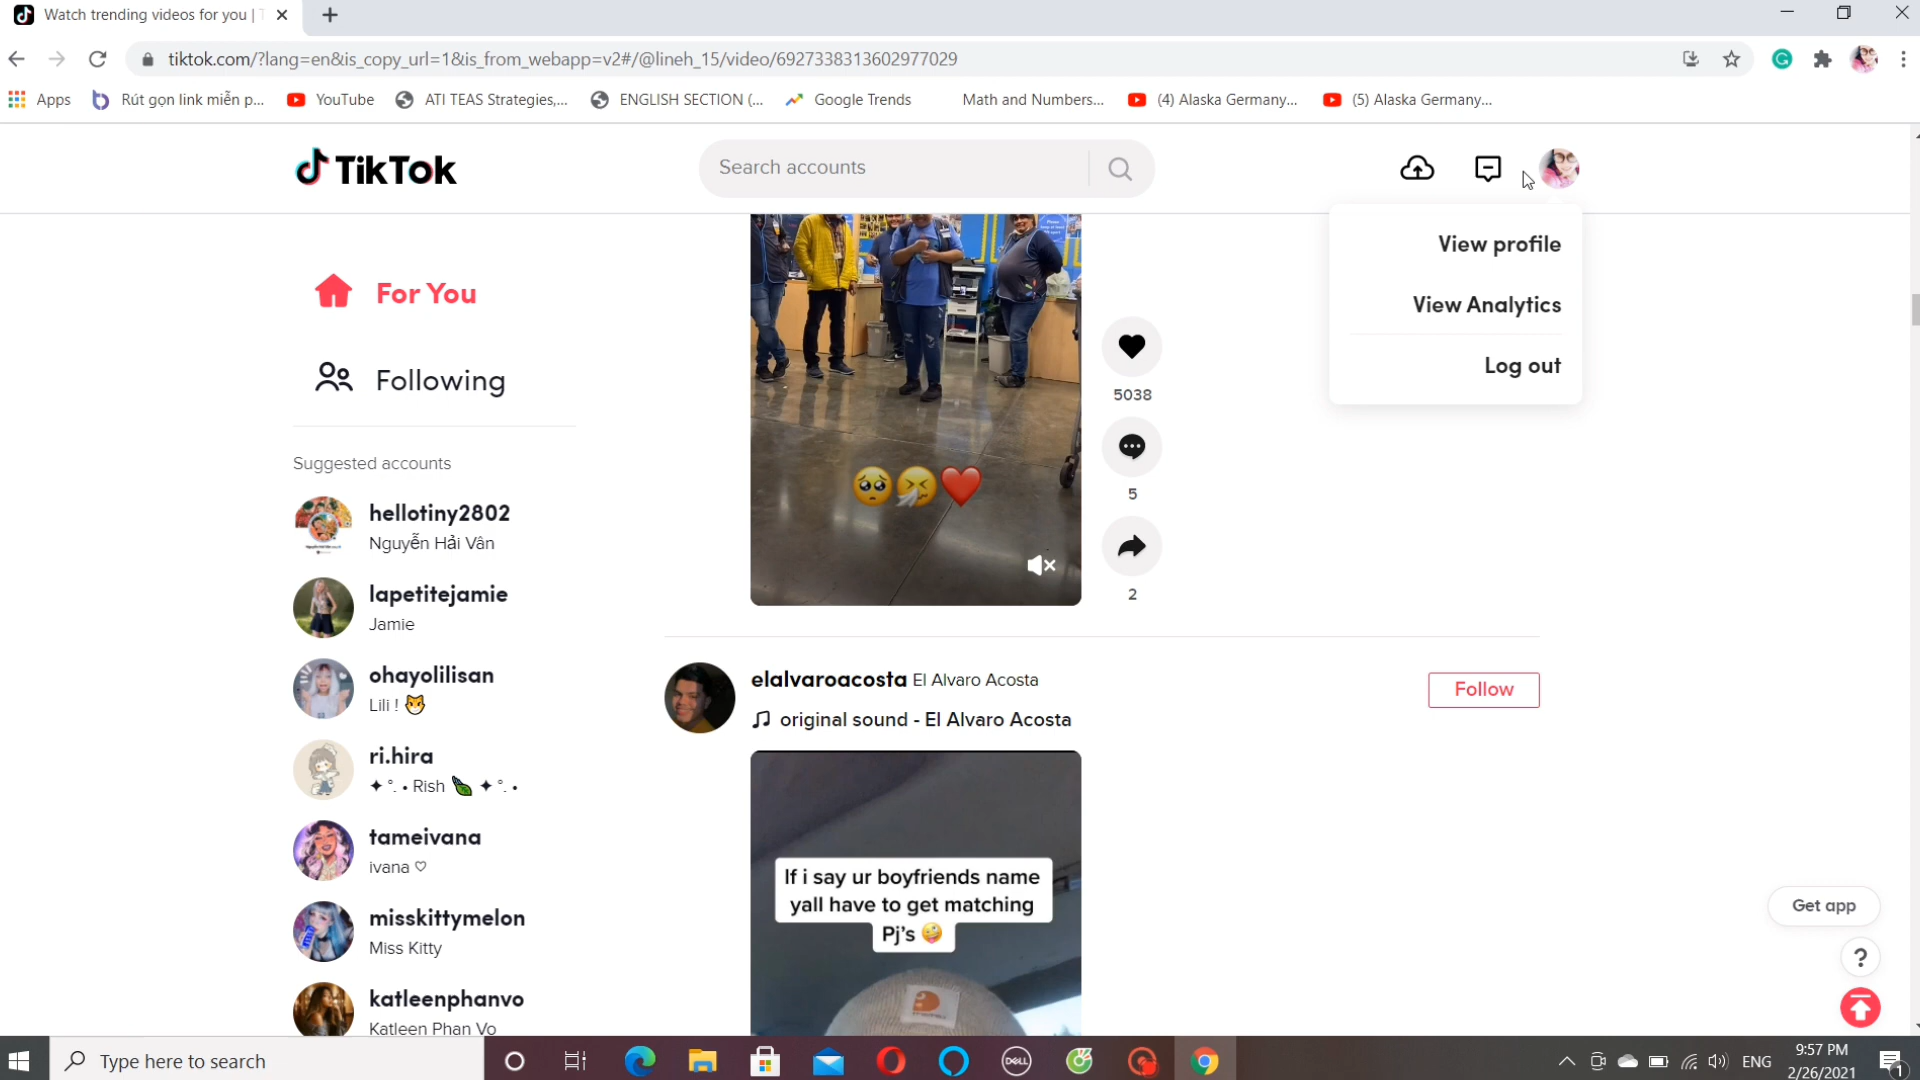 Watch trending videos for you |
tiktok.com/?lang=en&is_copy_url=1&is_from_webapp=v2#/@lineh_15/video/6927338313602977029
Apps
Rút gọn link miễn p...
YouTube
ATI TEAS Strategies,...
ENGLISH SECTION (...
Google Trends
Math and Numbers...
(4) Alaska Germany...
(5) Alaska Germany...
TikTok
Search accounts
View profile
View Analytics
Log out
For You
Following
Suggested accounts
hellotiny2802
Nguyễn Hải Vân
lapetitejamie
Jamie
ohayolilisan
Lili ! 🐯
ri.hira
✦ °. • Rish 🍃 ✦ °. •
tameivana
ivana ♡
misskittymelon
Miss Kitty
katleenphanvo
Katleen Phan Vo
🥺🤧❤️
5038
5
2
elalvaroacosta El Alvaro Acosta
original sound - El Alvaro Acosta
Follow
If i say ur boyfriends name
yall have to get matching
Pj's 🤪
Get app
?
Type here to search
DELL
ENG
9:57 PM
2/26/2021
1